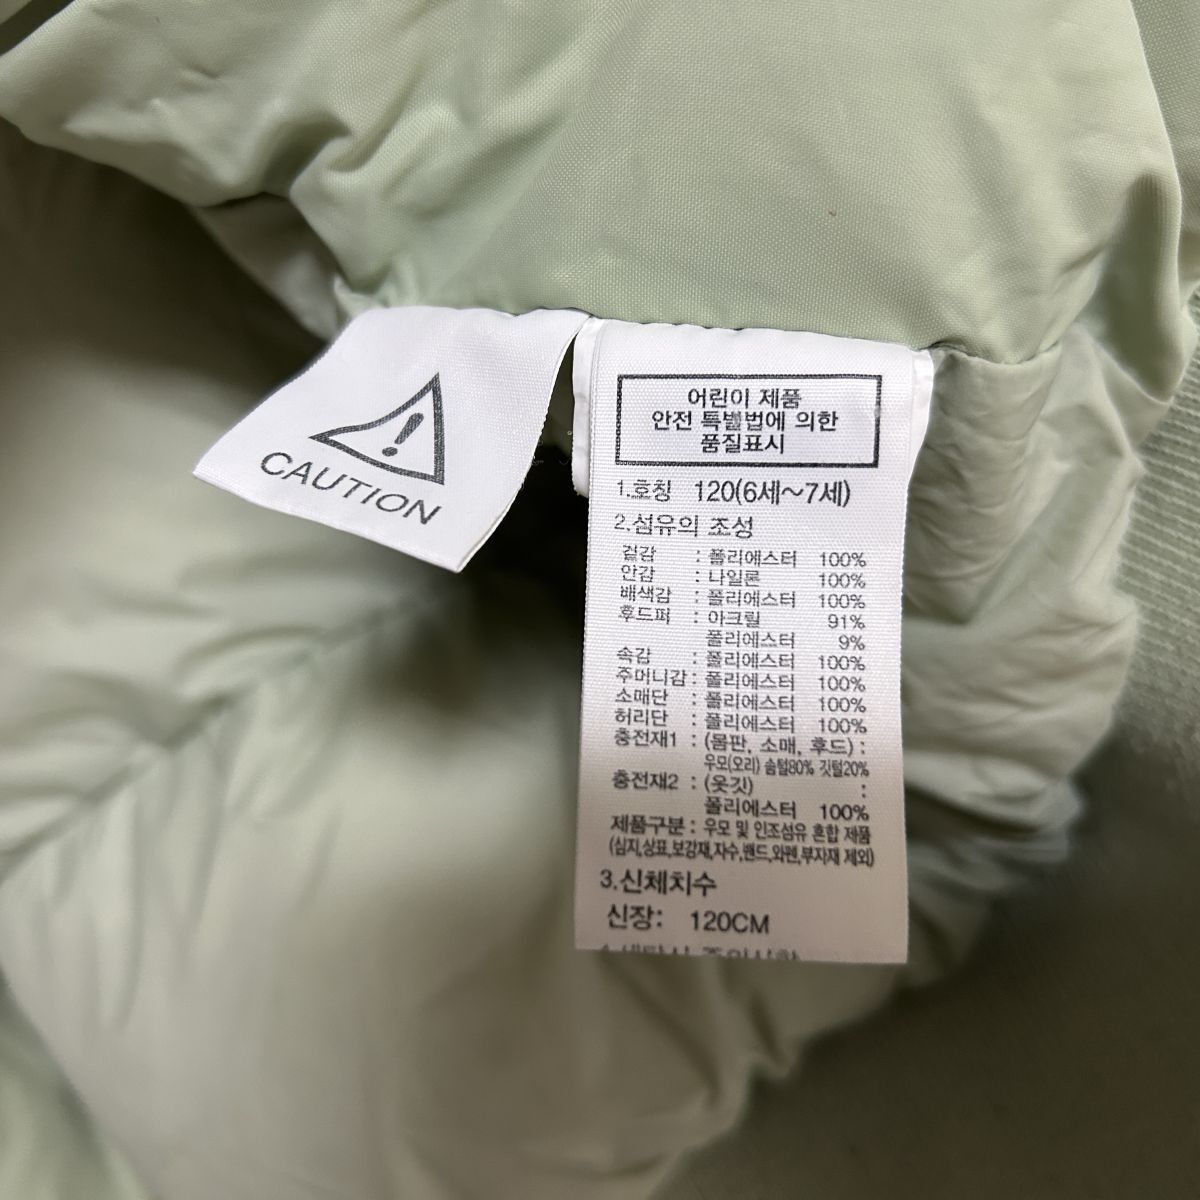 CAUTION
어린이 제품
안전 특별법에 의한
품질표시
1.호칭 120(6세～7세)
2.섬유의 조성
겉감 : 폴리에스터 100%
안감 : 나일론 100%
배색감 : 폴리에스터 100%
후드퍼 : 아크릴 91%
폴리에스터 9%
속감 : 폴리에스터 100%
주머니감 : 폴리에스터 100%
소매단 : 폴리에스터 100%
허리단 : 폴리에스터 100%
충전재1 : (몸판, 소매, 후드) :
우모(오리) 솜털80% 깃털20%
충전재2 : (옷깃) :
폴리에스터 100%
제품구분 : 우모 및 인조섬유 혼합 제품
(심지,상표,보강재,자수,밴드,와펜,부자재 제외)
3.신체치수
신장: 120CM